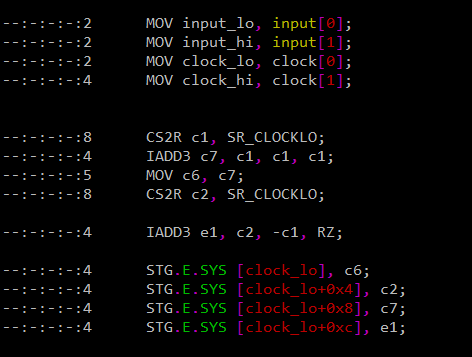 --:-:-:-:2 MOV input_lo, input[0];
--:-:-:-:2 MOV input_hi, input[1];
--:-:-:-:2 MOV clock_lo, clock[0];
--:-:-:-:4 MOV clock_hi, clock[1];
--:-:-:-:8 CS2R c1, SR_CLOCKLO;
--:-:-:-:4 IADD3 c7, c1, c1, c1;
--:-:-:-:5 MOV c6, c7;
--:-:-:-:8 CS2R c2, SR_CLOCKLO;
--:-:-:-:4 IADD3 e1, c2, -c1, RZ;
--:-:-:-:4 STG.E.SYS [clock_lo], c6;
--:-:-:-:4 STG.E.SYS [clock_lo+0x4], c2;
--:-:-:-:4 STG.E.SYS [clock_lo+0x8], c7;
--:-:-:-:4 STG.E.SYS [clock_lo+0xc], e1;